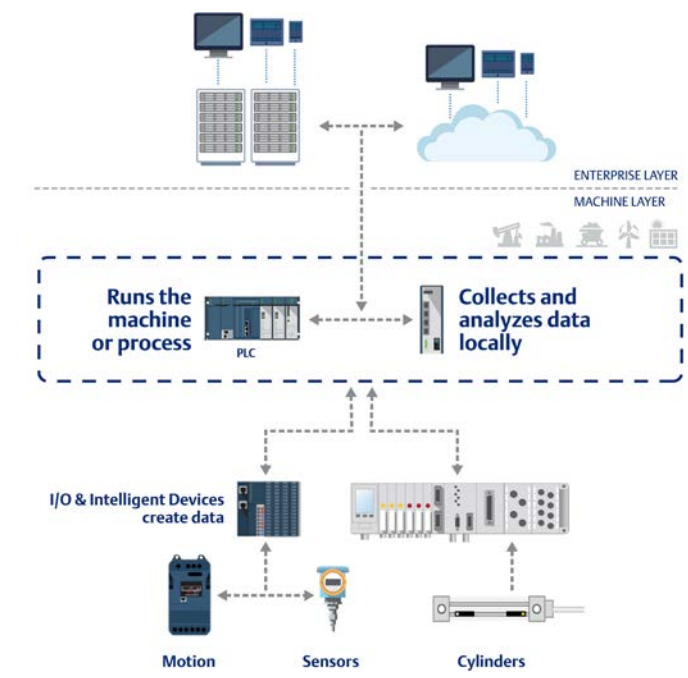 ENTERPRISE LAYER
MACHINE LAYER
Runs the
machine
or process
PLC
Collects and
analyzes data
locally
I/O & Intelligent Devices
create data
Motion
Sensors
Cylinders